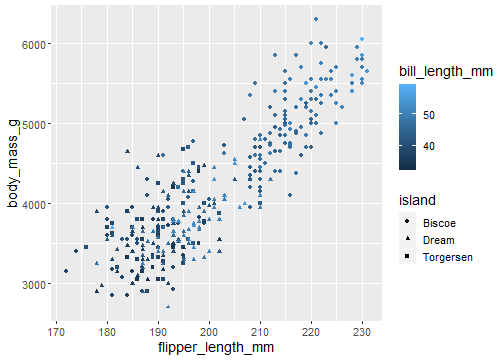 6000
5000
4000
3000
body_mass_g
170
180
190
200
210
220
230
flipper_length_mm
bill_length_mm
50
40
island
Biscoe
Dream
Torgersen